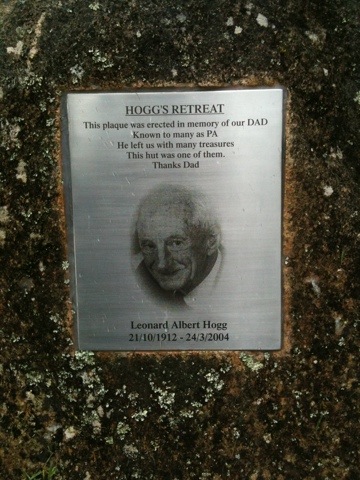 HOGG'S RETREAT
This plaque was erected in memory of our DAD
Known to many as PA
He left us with many treasures
This hut was one of them.
Thanks Dad
Leonard Albert Hogg
21/10/1912 - 24/3/2004